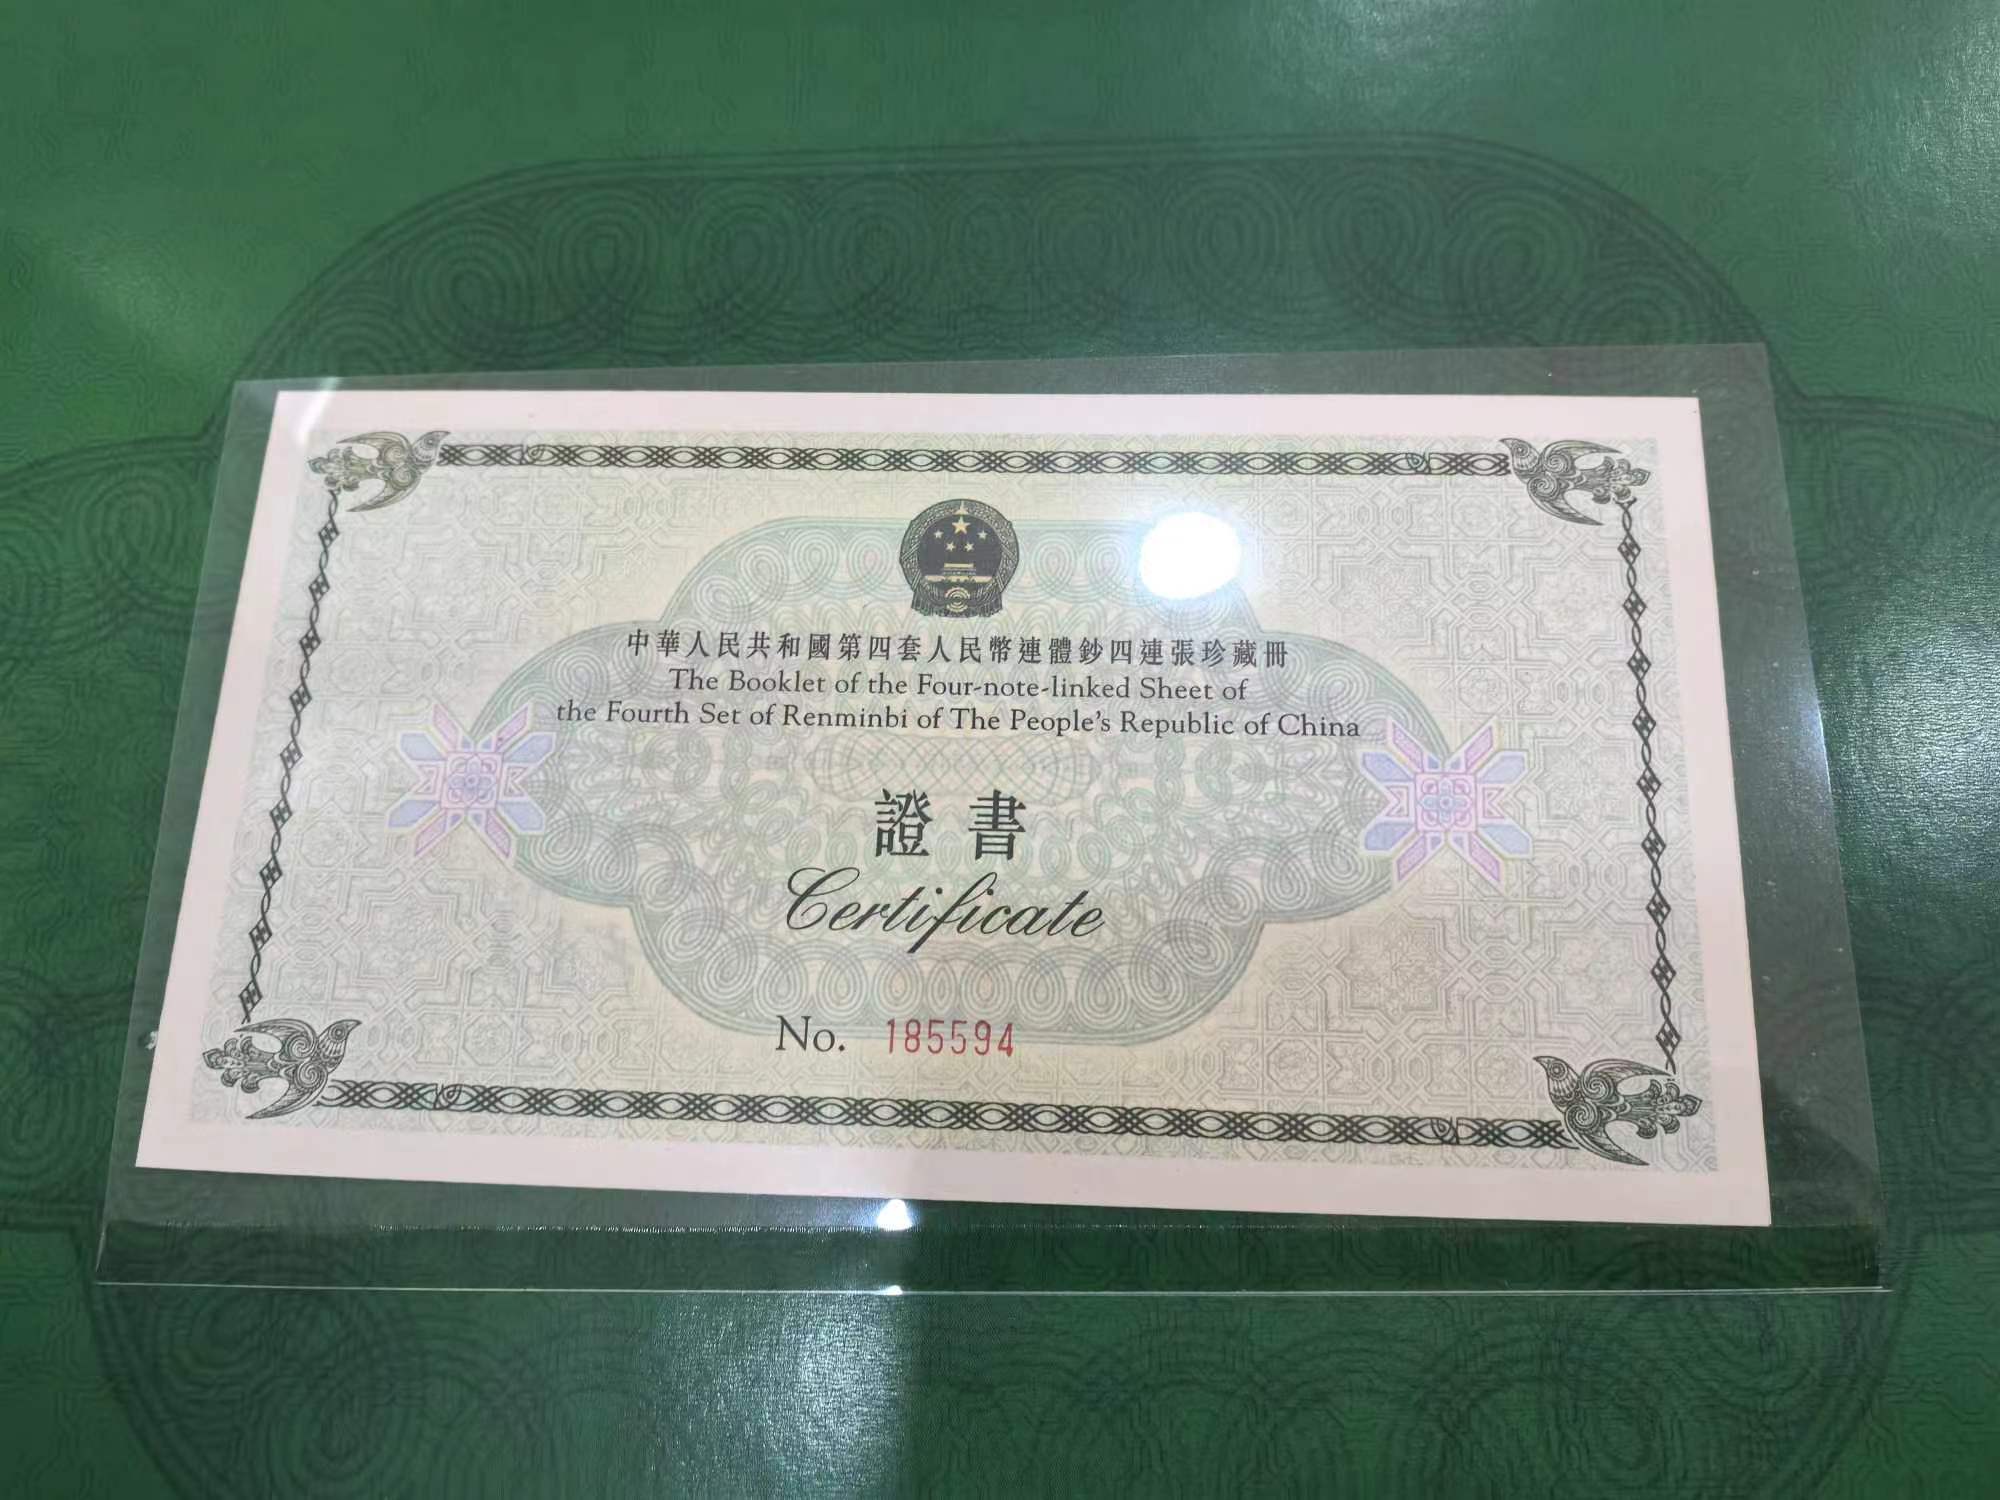 中華人民共和國第四套人民幣連體鈔四連張珍藏冊
The Booklet of the Four-note-linked Sheet of
the Fourth Set of Renminbi of The People's Republic of China
證書
Certificate
No. 185594